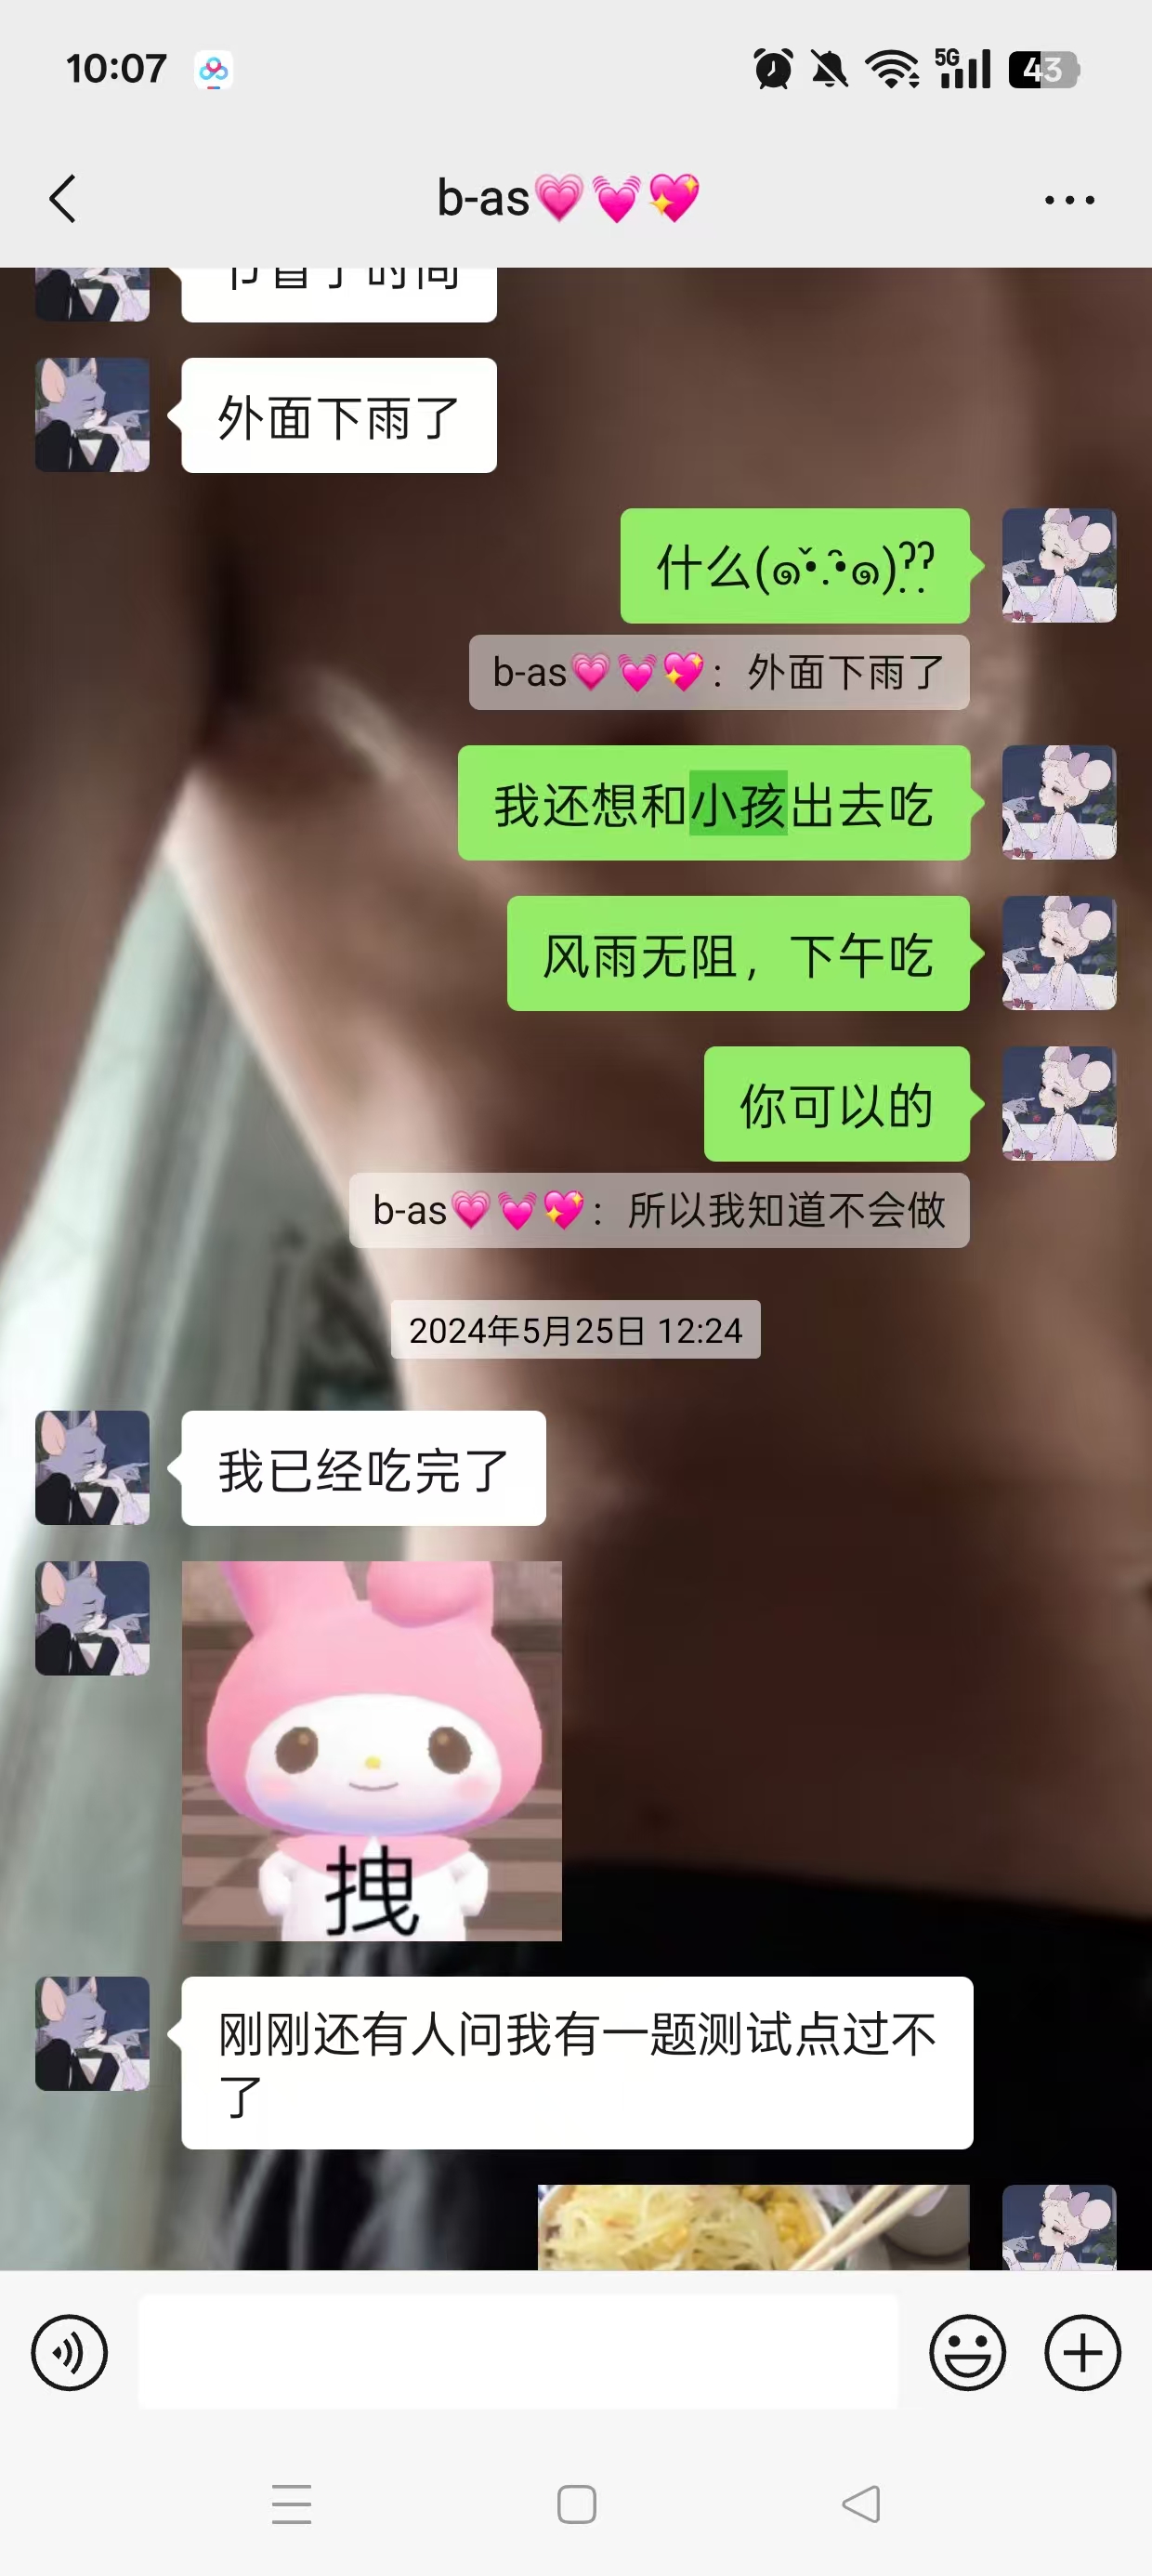 10:07
5G
43
b-as💗💓💖
外面下雨了
什么(๑•̌.•̑๑)ˀ̣ˀ̣
b-as💗💓💖：外面下雨了
我还想和小孩出去吃
风雨无阻，下午吃
你可以的
b-as💗💓💖：所以我知道不会做
2024年5月25日 12:24
我已经吃完了
拽
刚刚还有人问我有一题测试点过不
了